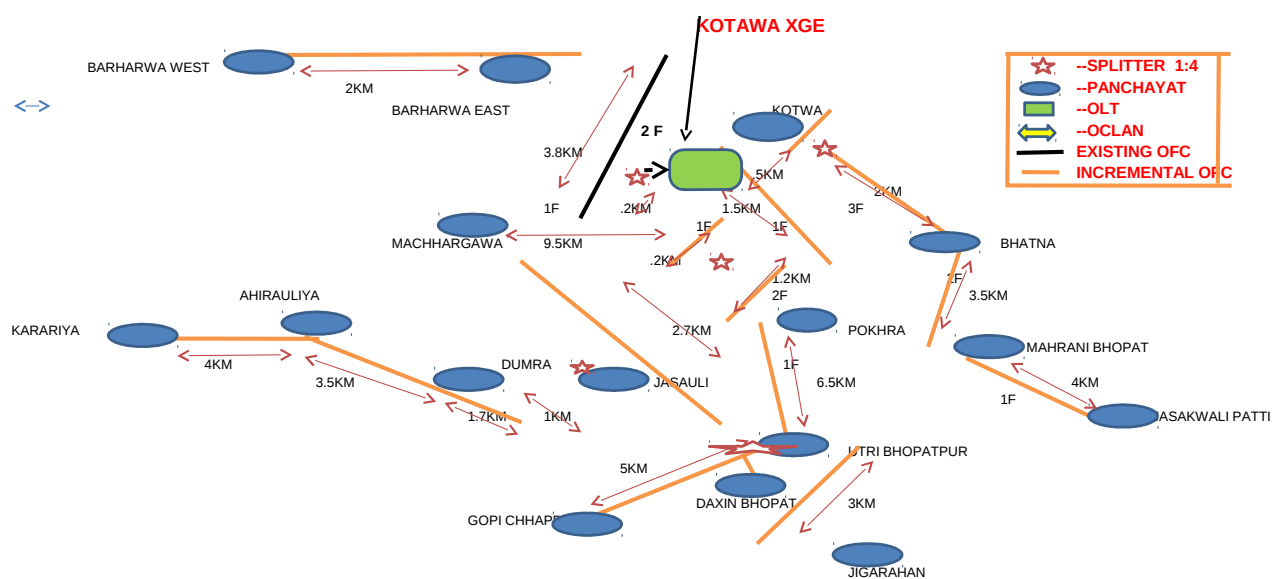 KOTAWA XGE
BARHARWA WEST
2KM
BARHARWA EAST
--SPLITTER 1:4
--PANCHAYAT
--OLT
--OCLAN
EXISTING OFC
INCREMENTAL OFC
KOTWA
2 F
3.8KM
5KM
2KM
1F
.2KM
1.5KM
3F
1F
1F
MACHHARGAWA
9.5KM
BHATNA
.2KM
1.2KM
2F
2F
3.5KM
AHIRAULIYA
KARARIYA
2.7KM
POKHRA
MAHRANI BHOPAT
4KM
3.5KM
DUMRA
JASAULI
1F
6.5KM
4KM
1F
1.7KM
1KM
JASAKWALI PATTI
UTRI BHOPATPUR
5KM
DAXIN BHOPAT
3KM
GOPI CHHAP
JIGARAHAN